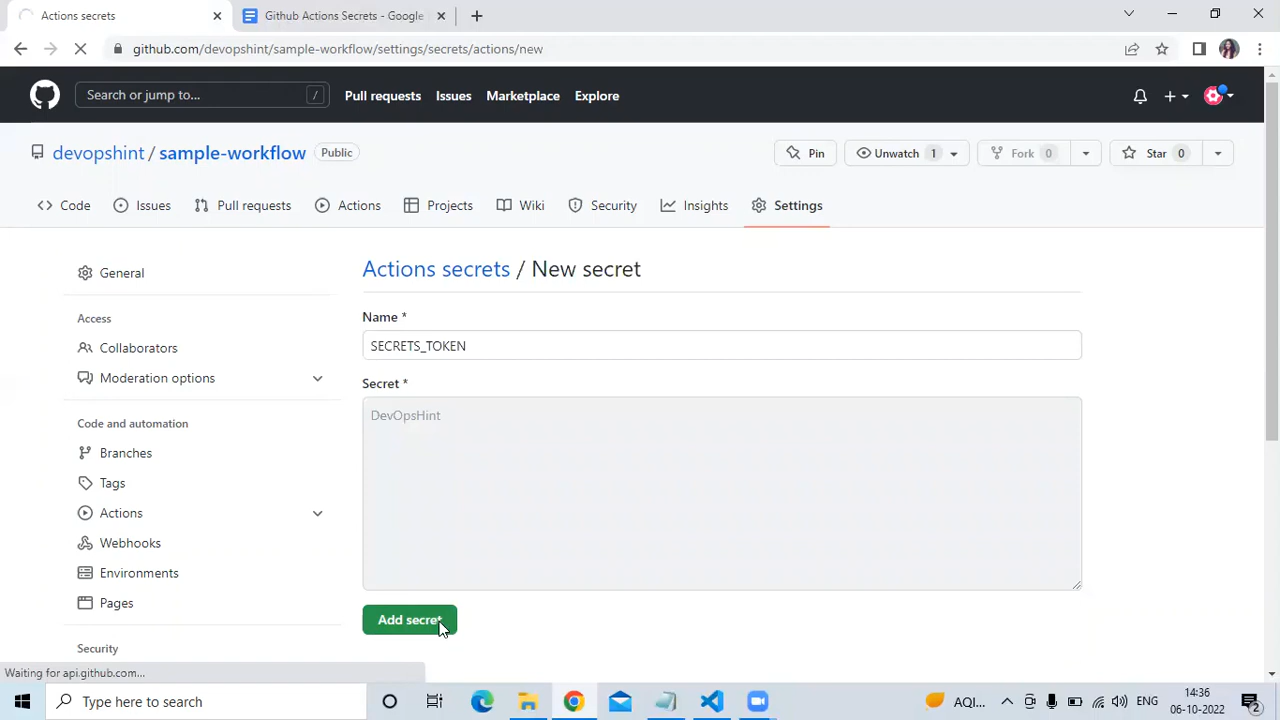 Actions secrets
Github Actions Secrets - Google
github.com/devopshint/sample-workflow/settings/secrets/actions/new
Search or jump to... /
Pull requests Issues Marketplace Explore
devopshint / sample-workflow Public
Pin Unwatch 1 Fork 0 Star 0
Code Issues Pull requests Actions Projects Wiki Security Insights Settings
General
Access
Collaborators
Moderation options
Code and automation
Branches
Tags
Actions
Webhooks
Environments
Pages
Security
Actions secrets / New secret
Name *
SECRETS_TOKEN
Secret *
DevOpsHint
Add secret
Waiting for api.github.com...
Type here to search
AQI...
ENG
14:36
06-10-2022
2